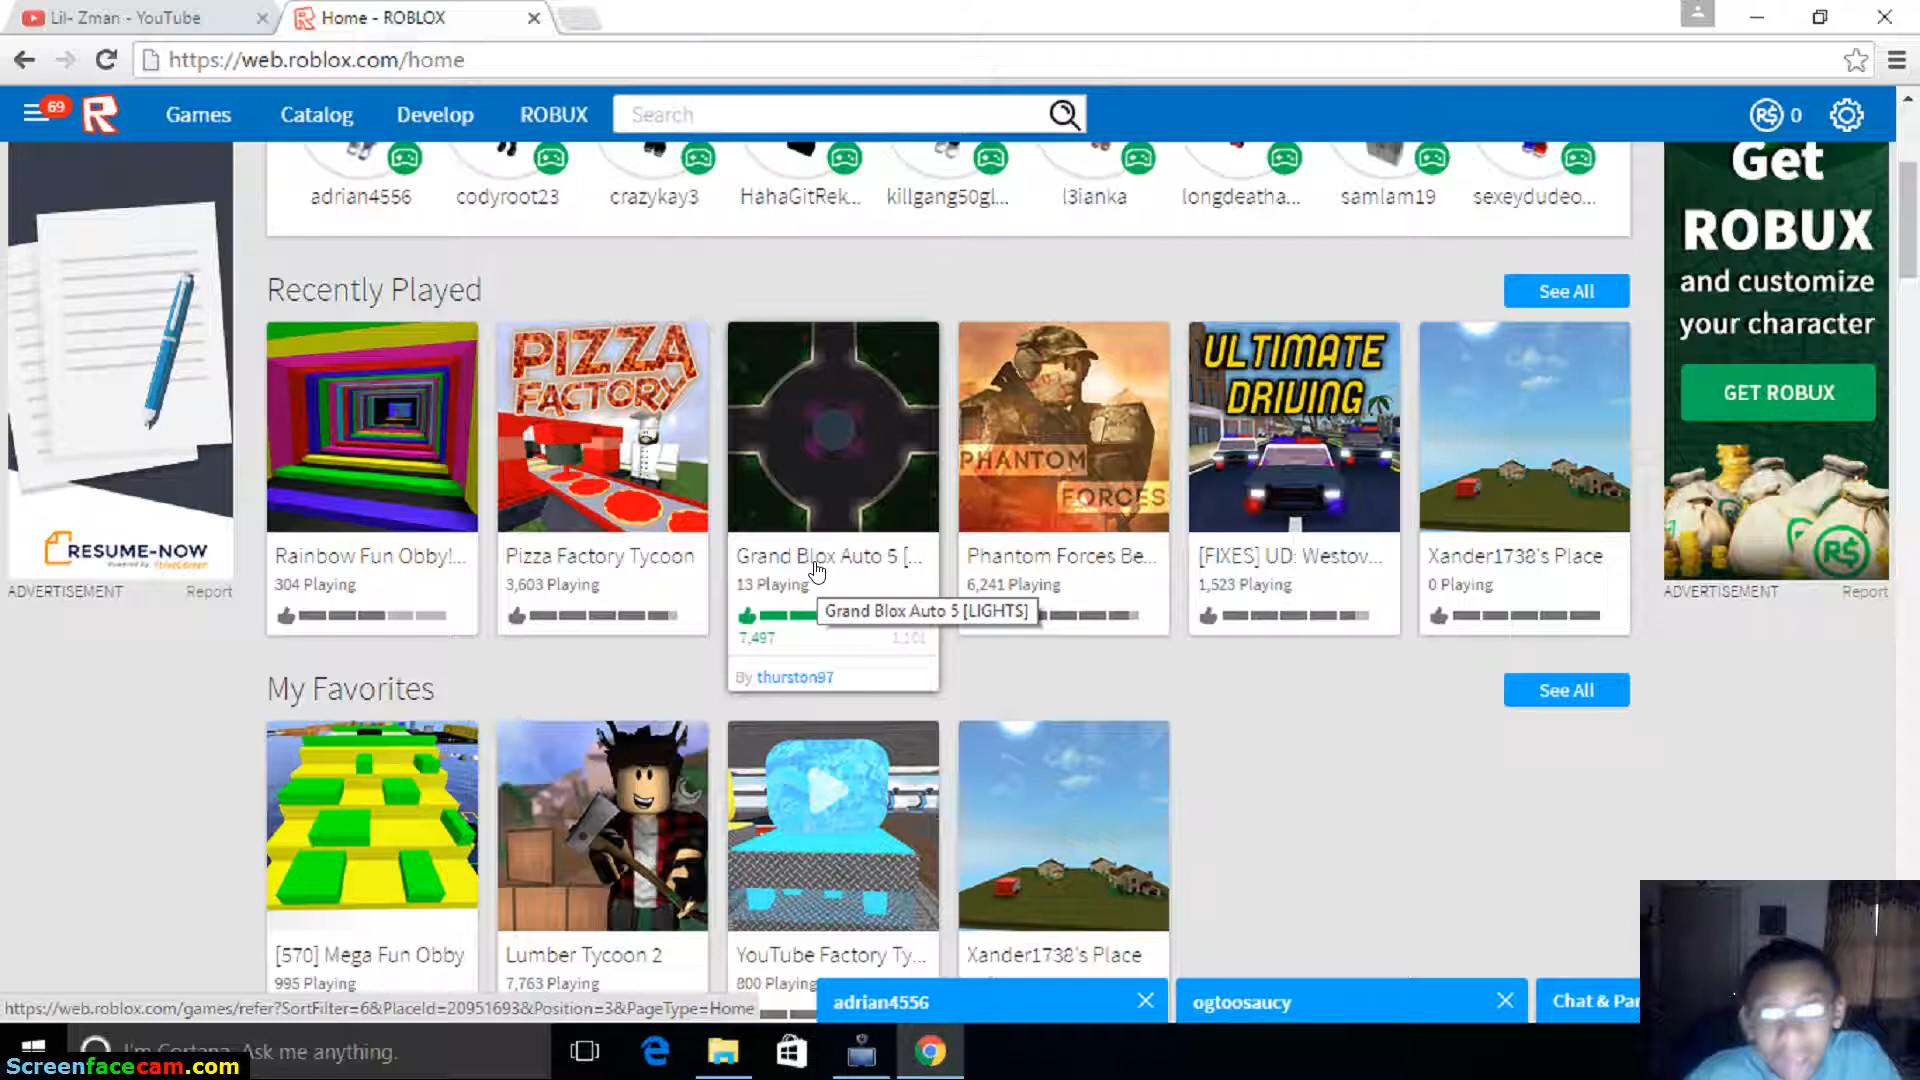 Lil- Zman - YouTube
Home - ROBLOX
https://web.roblox.com/home
69
Games
Catalog
Develop
ROBUX
Search
R$ 0
adrian4556
codyroot23
crazykay3
HahaGitRek...
killgang50gl...
l3ianka
longdeatha...
samlam19
sexeydudeo...
Recently Played
See All
PIZZA
FACTORY
PHANTOM
FORCES
ULTIMATE
DRIVING
Rainbow Fun Obby!...
304 Playing
Pizza Factory Tycoon
3,603 Playing
Grand Blox Auto 5 [...
13 Playing
Grand Blox Auto 5 [LIGHTS]
7,497
1,101
By thurston97
Phantom Forces Be...
6,241 Playing
[FIXES] UD: Westov...
1,523 Playing
Xander1738's Place
0 Playing
My Favorites
See All
[570] Mega Fun Obby
995 Playing
Lumber Tycoon 2
7,763 Playing
YouTube Factory Ty...
800 Playing
Xander1738's Place
RESUME-NOW
ADVERTISEMENT
Report
Get
ROBUX
and customize
your character
GET ROBUX
R$
ADVERTISEMENT
Report
https://web.roblox.com/games/refer?SortFilter=6&PlaceId=20951693&Position=3&PageType=Home
adrian4556
ogtoosaucy
Chat & Par
I'm Cortana. Ask me anything.
Screenfacecam.com